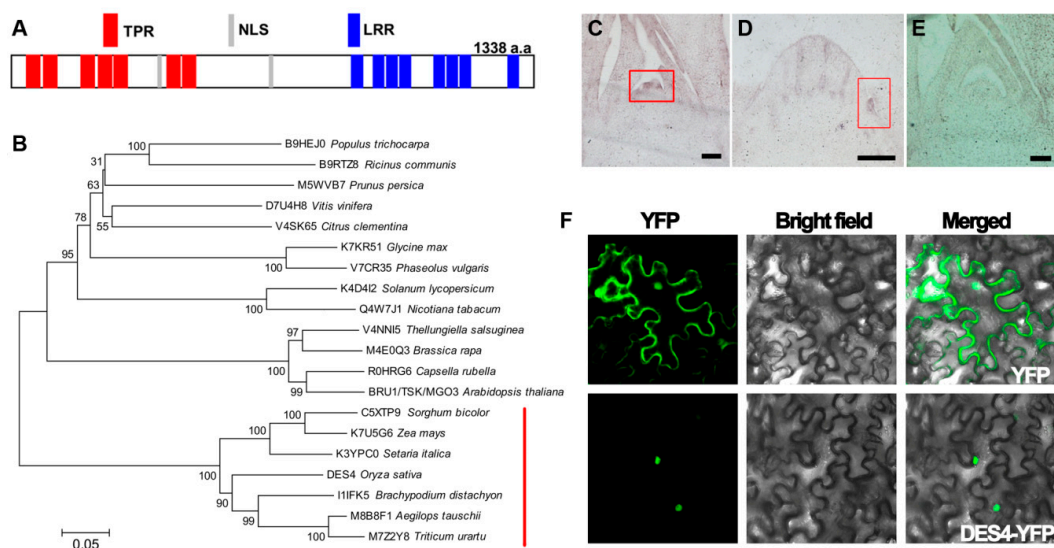 A
TPR
NLS
LRR
1338 a.a
B
B9HEJ0 Populus trichocarpa
100
B9RTZ8 Ricinus communis
31
M5WVB7 Prunus persica
63
D7U4H8 Vitis vinifera
78
55
V4SK65 Citrus clementina
95
K7KR51 Glycine max
100
V7CR35 Phaseolus vulgaris
K4D4I2 Solanum lycopersicum
100
Q4W7J1 Nicotiana tabacum
97
V4NNI5 Thellungiella salsuginea
M4E0Q3 Brassica rapa
100
R0HRG6 Capsella rubella
99
BRU1/TSK/MGO3 Arabidopsis thaliana
100
C5XTP9 Sorghum bicolor
100
K7U5G6 Zea mays
K3YPC0 Setaria italica
100
DES4 Oryza sativa
90
I1IFK5 Brachypodium distachyon
99
M8B8F1 Aegilops tauschii
100
M7Z2Y8 Triticum urartu
0.05
C
D
E
F
YFP
Bright field
Merged
YFP
DES4-YFP